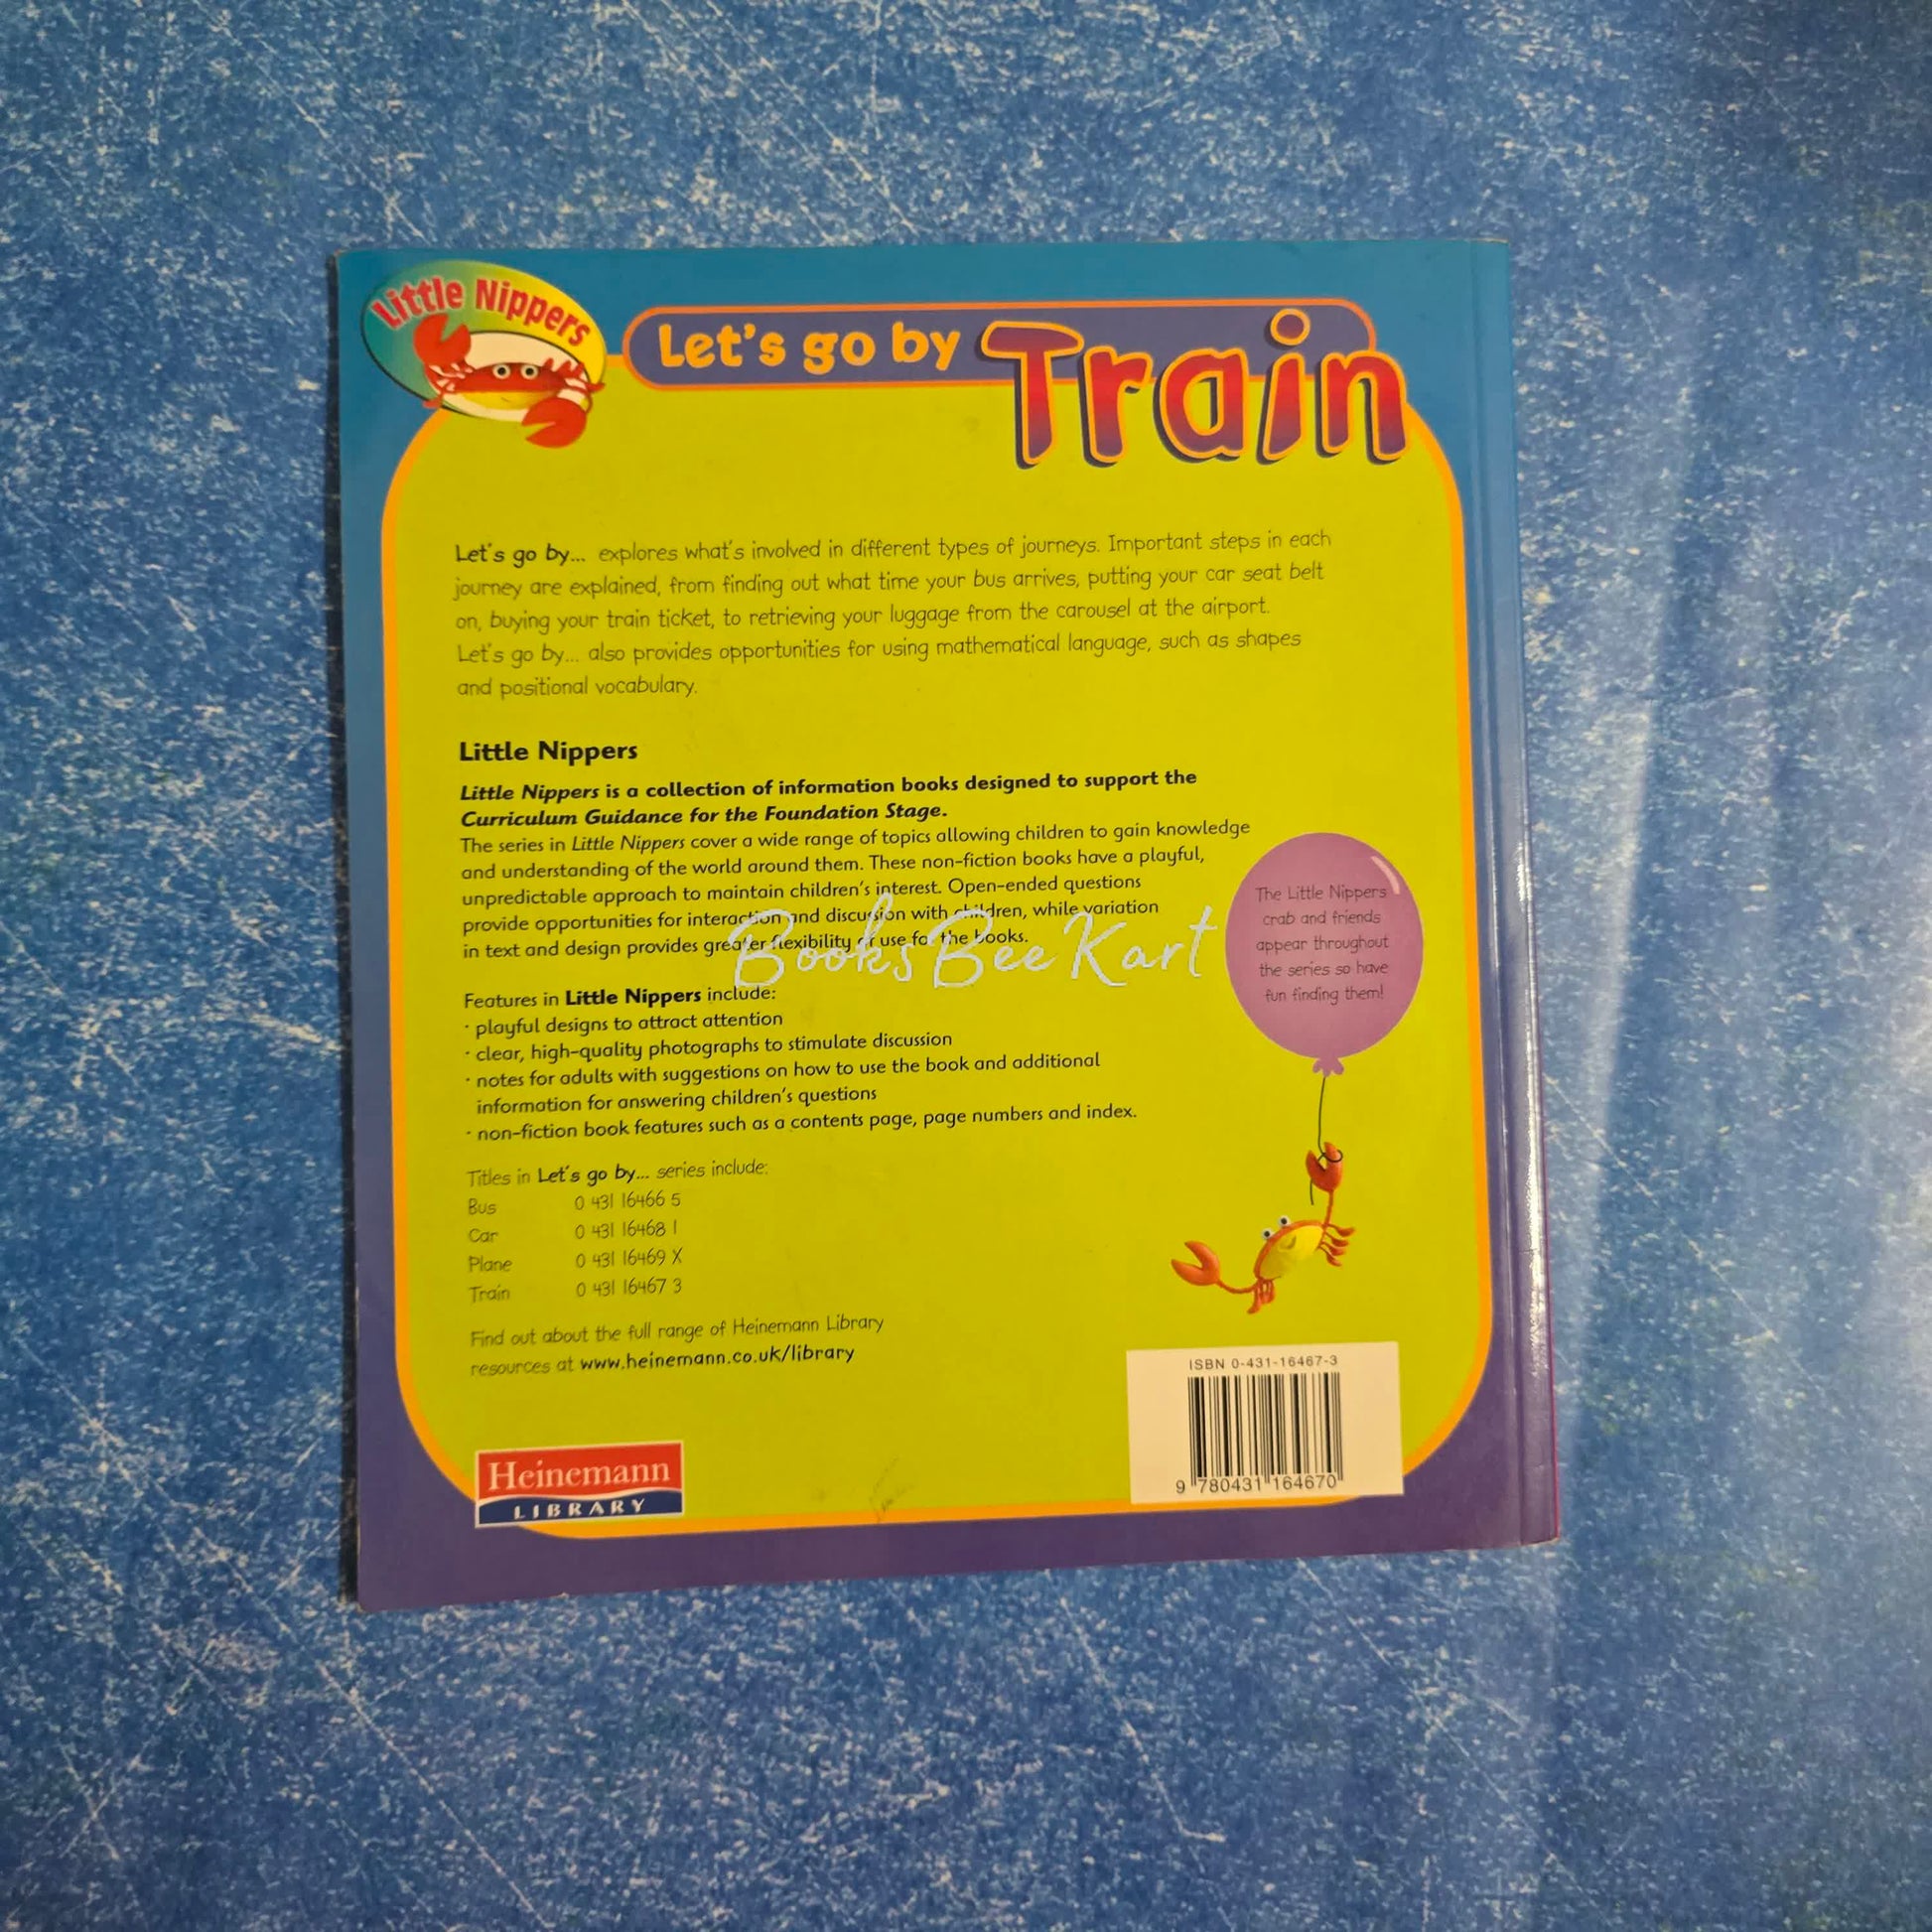 Little Nippers
Let's go by Train
Let's go by... explores what's involved in different types of journeys. Important steps in each
journey are explained, from finding out what time your bus arrives, putting your car seat belt
on, buying your train ticket, to retrieving your luggage from the carousel at the airport.
Let's go by... also provides opportunities for using mathematical language, such as shapes
and positional vocabulary.
Little Nippers
Little Nippers is a collection of information books designed to support the
Curriculum Guidance for the Foundation Stage.
The series in Little Nippers cover a wide range of topics allowing children to gain knowledge
and understanding of the world around them. These non-fiction books have a playful,
unpredictable approach to maintain children's interest. Open-ended questions
provide opportunities for interaction and discussion with children, while variation
in text and design provides greater flexibility of use for the books.
BooksBeeKart
The Little Nippers
crab and friends
appear throughout
the series so have
fun finding them!
Features in Little Nippers include:
· playful designs to attract attention
· clear, high-quality photographs to stimulate discussion
· notes for adults with suggestions on how to use the book and additional
information for answering children's questions
· non-fiction book features such as a contents page, page numbers and index.
Titles in Let's go by... series include:
Bus 0 431 16466 5
Car 0 431 16468 1
Plane 0 431 16469 X
Train 0 431 16467 3
Find out about the full range of Heinemann Library
resources at www.heinemann.co.uk/library
Heinemann
LIBRARY
ISBN 0-431-16467-3
9 780431 164670